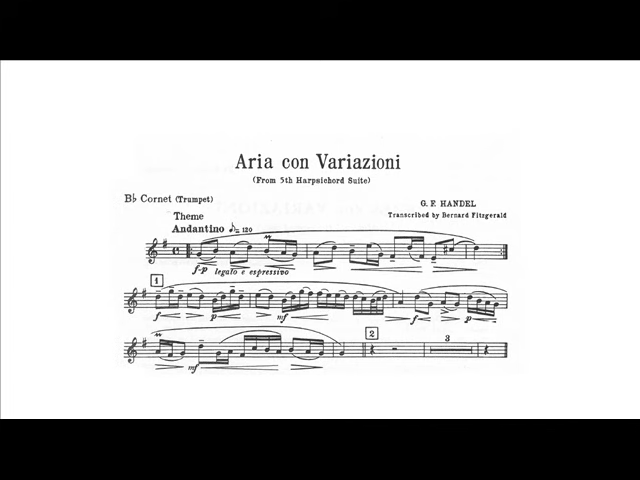 Aria con Variazioni
(From 5th Harpsichord Suite)
B♭ Cornet (Trumpet)
G. F. HANDEL
Theme
Transcribed by Bernard Fitzgerald
Andantino ♪= 120
f-p legato e espressivo
1
f p mf f p
2
3
mf